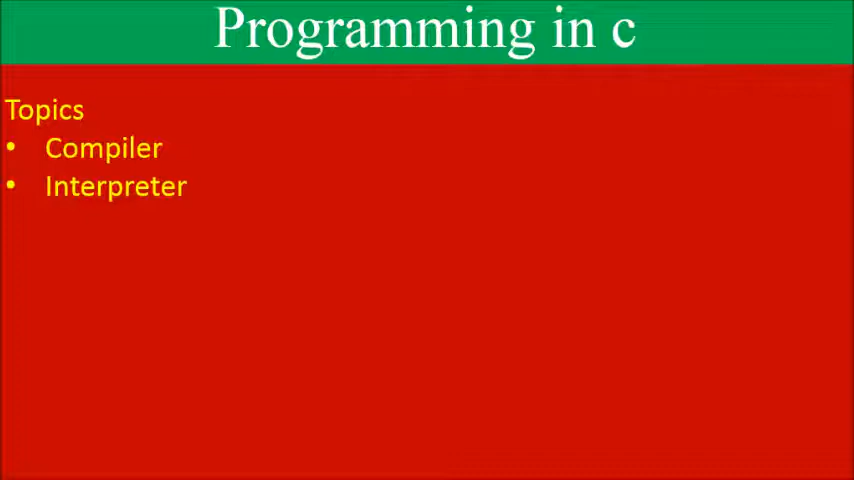 Programming in c
Topics
• Compiler
• Interpreter